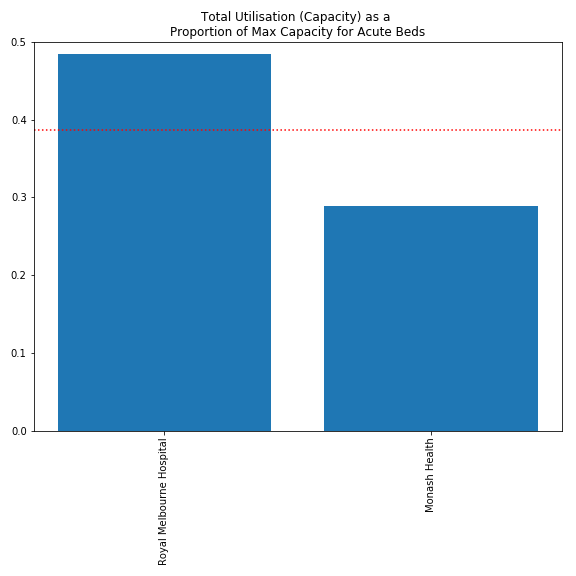 Total Utilisation (Capacity) as a
Proportion of Max Capacity for Acute Beds
0.5
0.4
0.3
0.2
0.1
0.0
Royal Melbourne Hospital
Monash Health